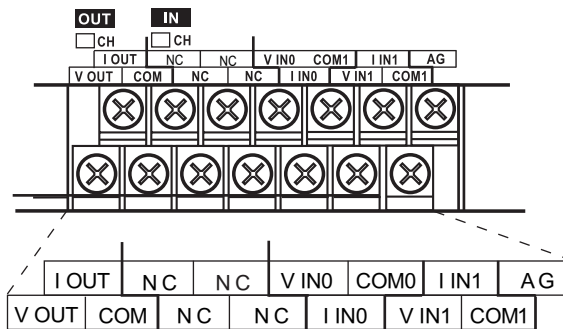 OUT IN
CH CH
I OUT NC NC V IN0 COM1 I IN1 AG
V OUT COM NC NC I IN0 V IN1 COM1
I OUT N C N C V IN0 COM0 I IN1 A G
V OUT COM N C N C I IN0 V IN1 COM1